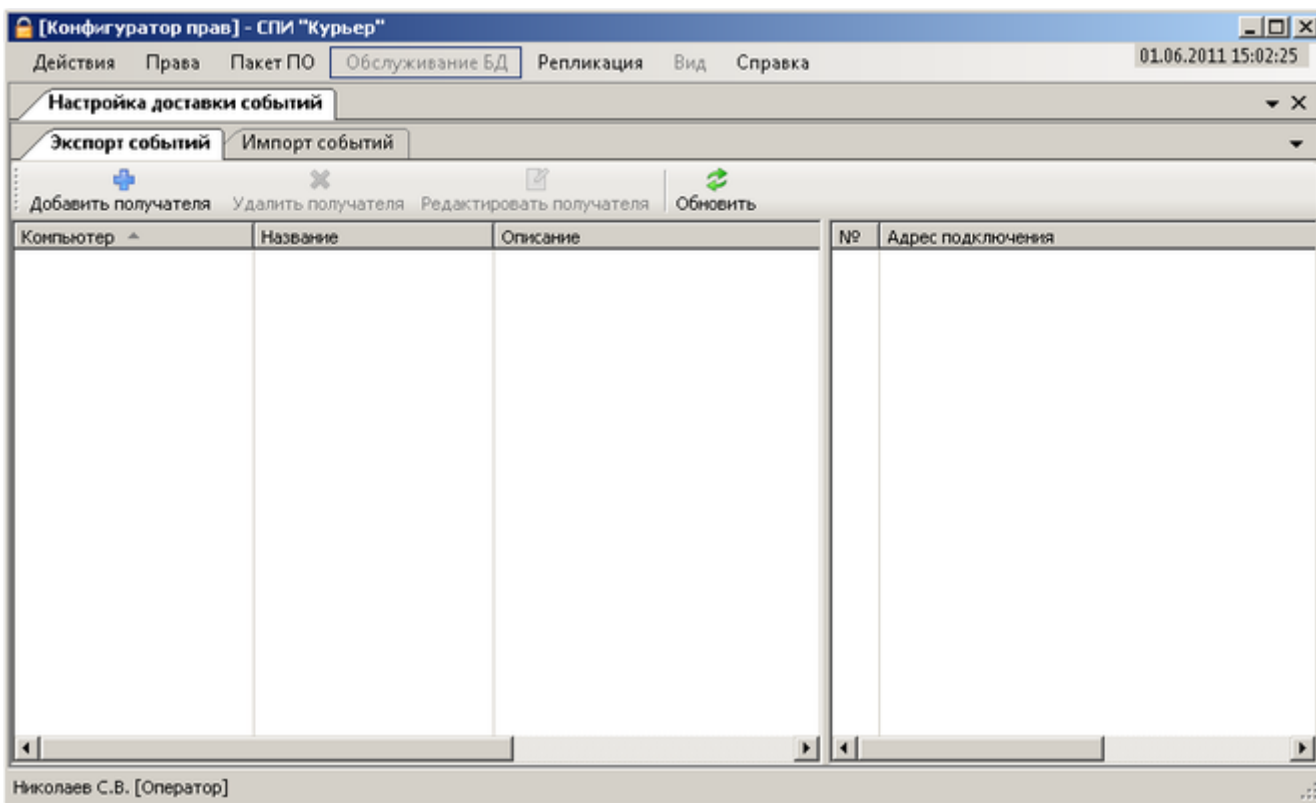 [Конфигуратор прав] - СПИ "Курьер"
Действия Права Пакет ПО Обслуживание БД Репликация Вид Справка 01.06.2011 15:02:25
Настройка доставки событий
Экспорт событий Импорт событий
Добавить получателя Удалить получателя Редактировать получателя Обновить
Компьютер Название Описание № Адрес подключения
Николаев С.В. [Оператор]